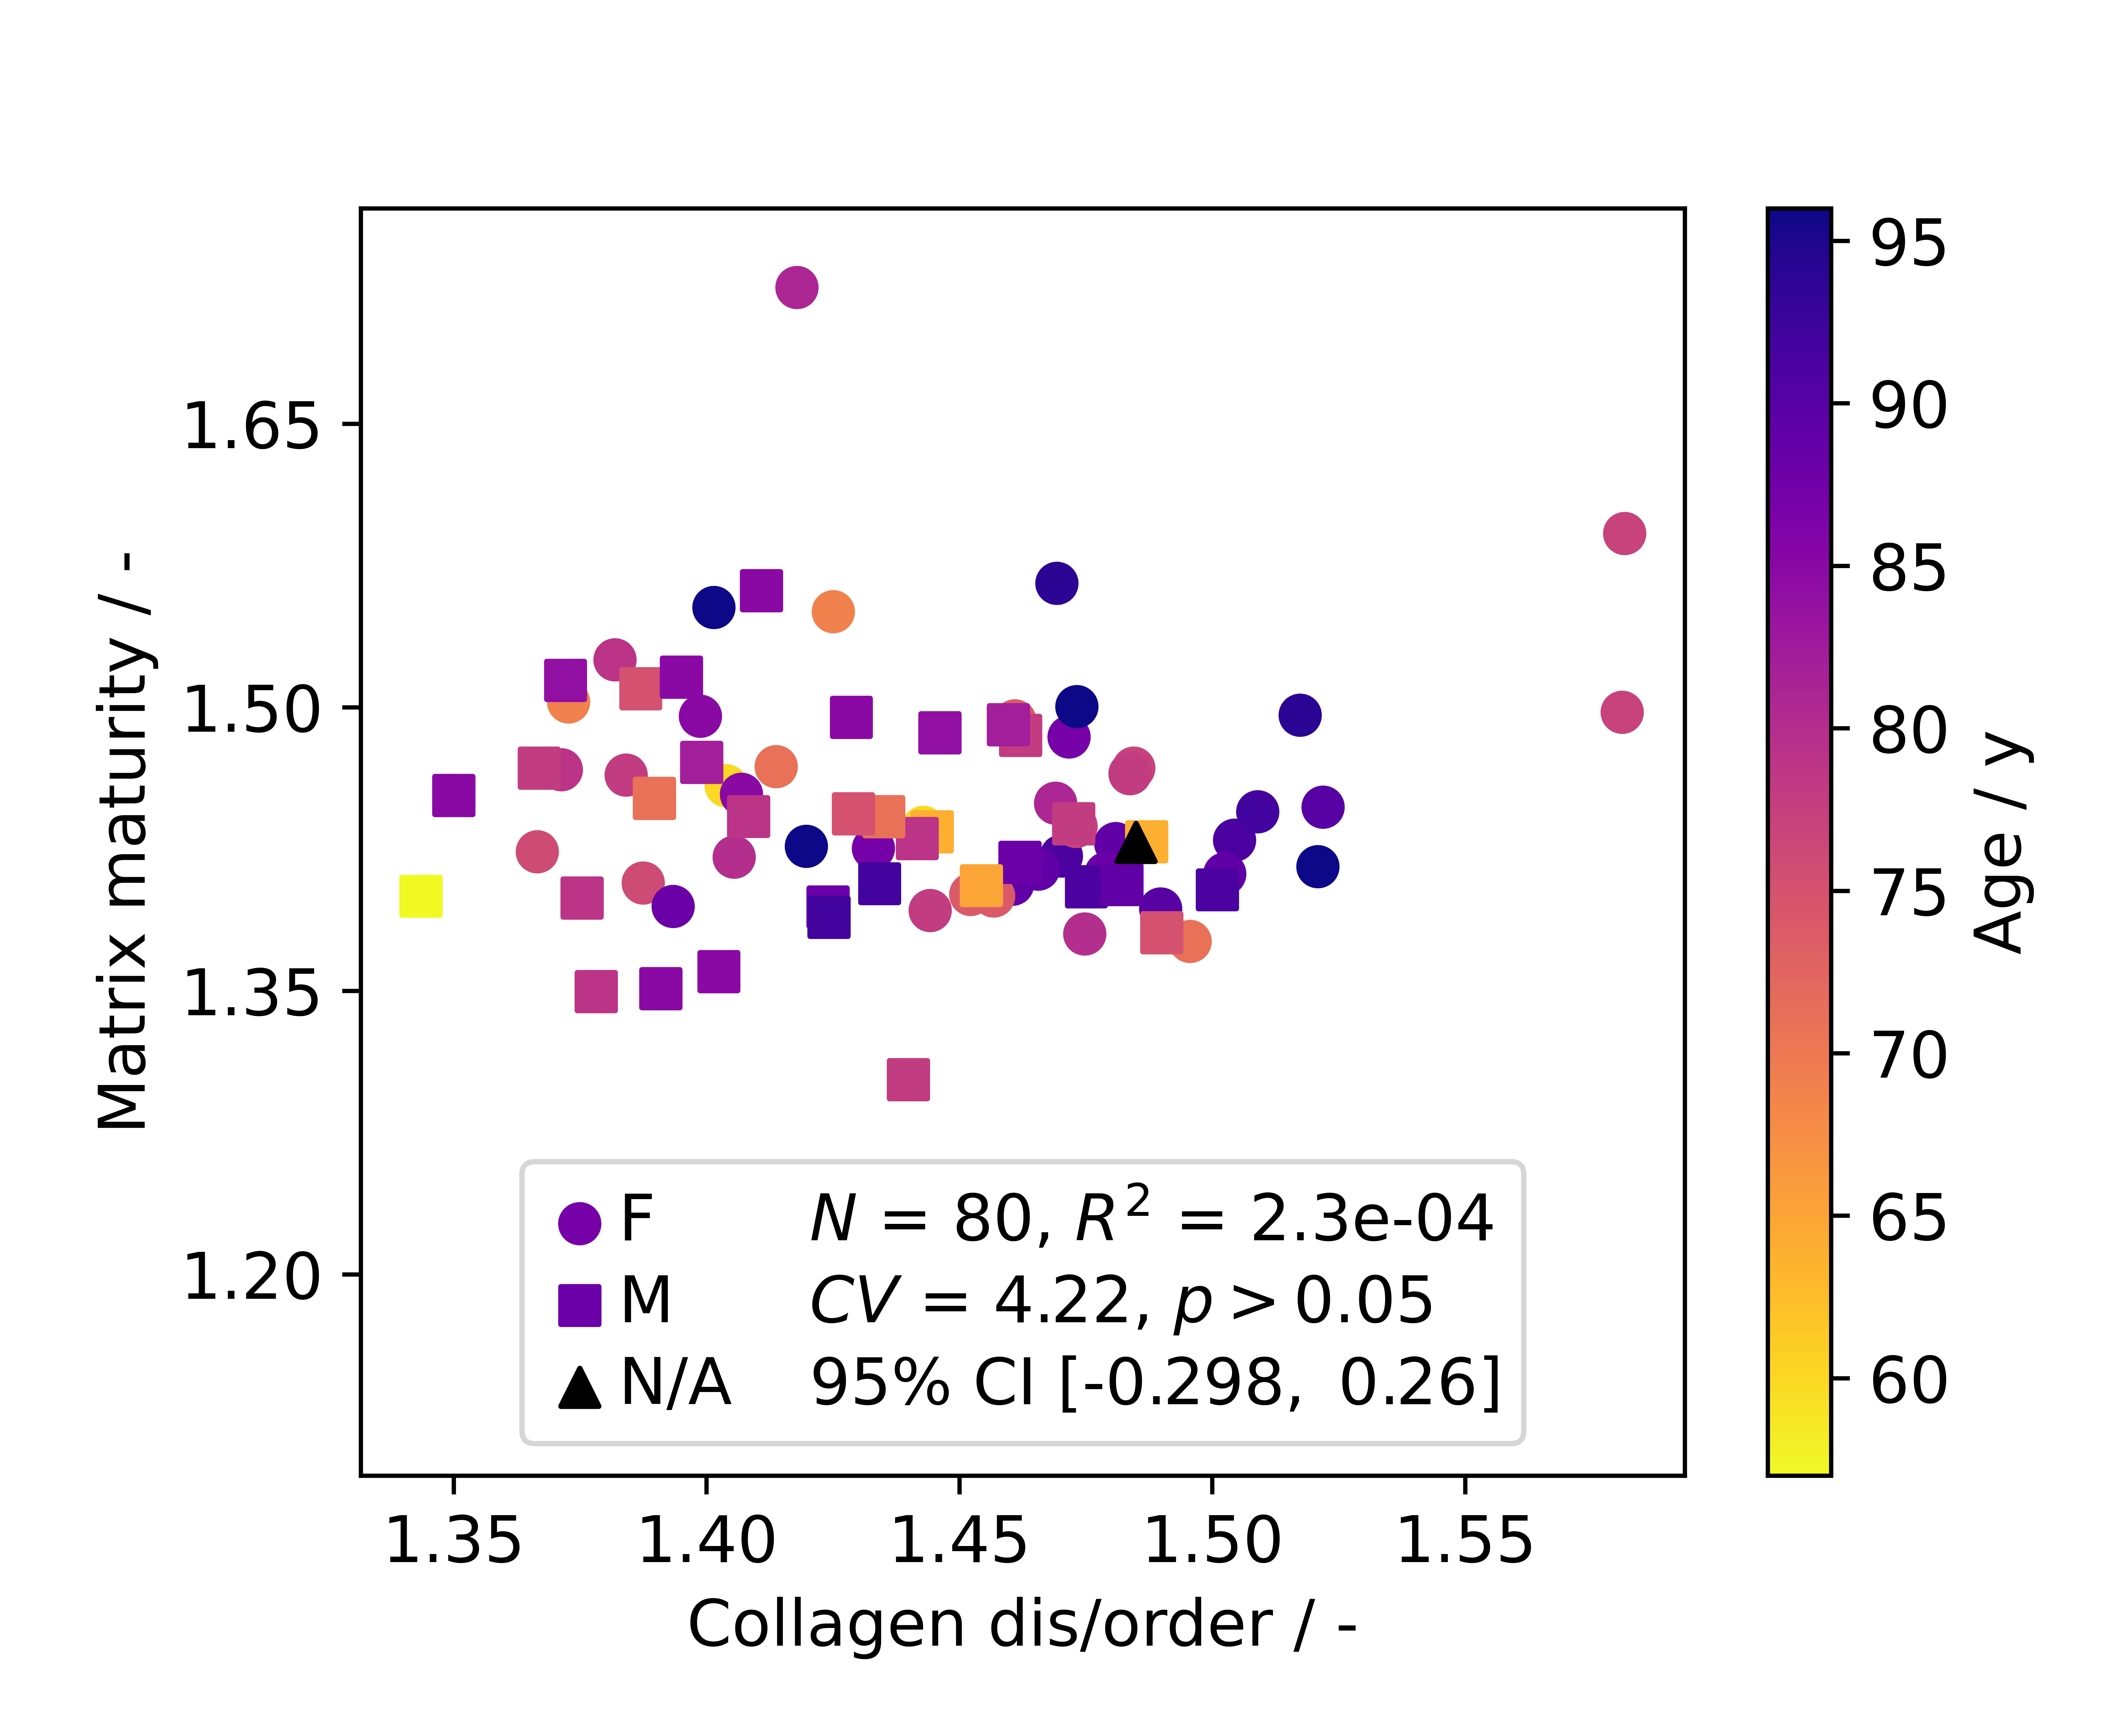 Matrix maturity / -
1.65
1.50
1.35
1.20
F
M
N/A
N = 80, R² = 2.3e-04
CV = 4.22, p > 0.05
95% CI [-0.298, 0.26]
1.35 1.40 1.45 1.50 1.55
Collagen dis/order / -
95
90
85
80
75
70
65
60
Age / y